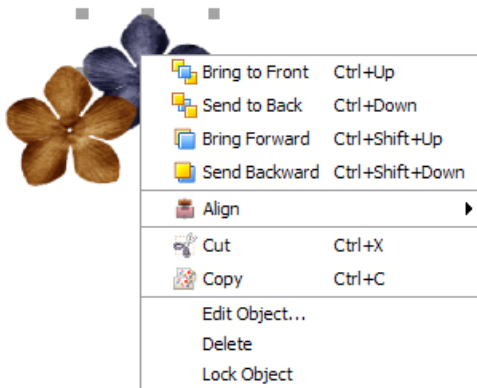 Bring to Front Ctrl+Up
Send to Back Ctrl+Down
Bring Forward Ctrl+Shift+Up
Send Backward Ctrl+Shift+Down
Align
Cut Ctrl+X
Copy Ctrl+C
Edit Object...
Delete
Lock Object